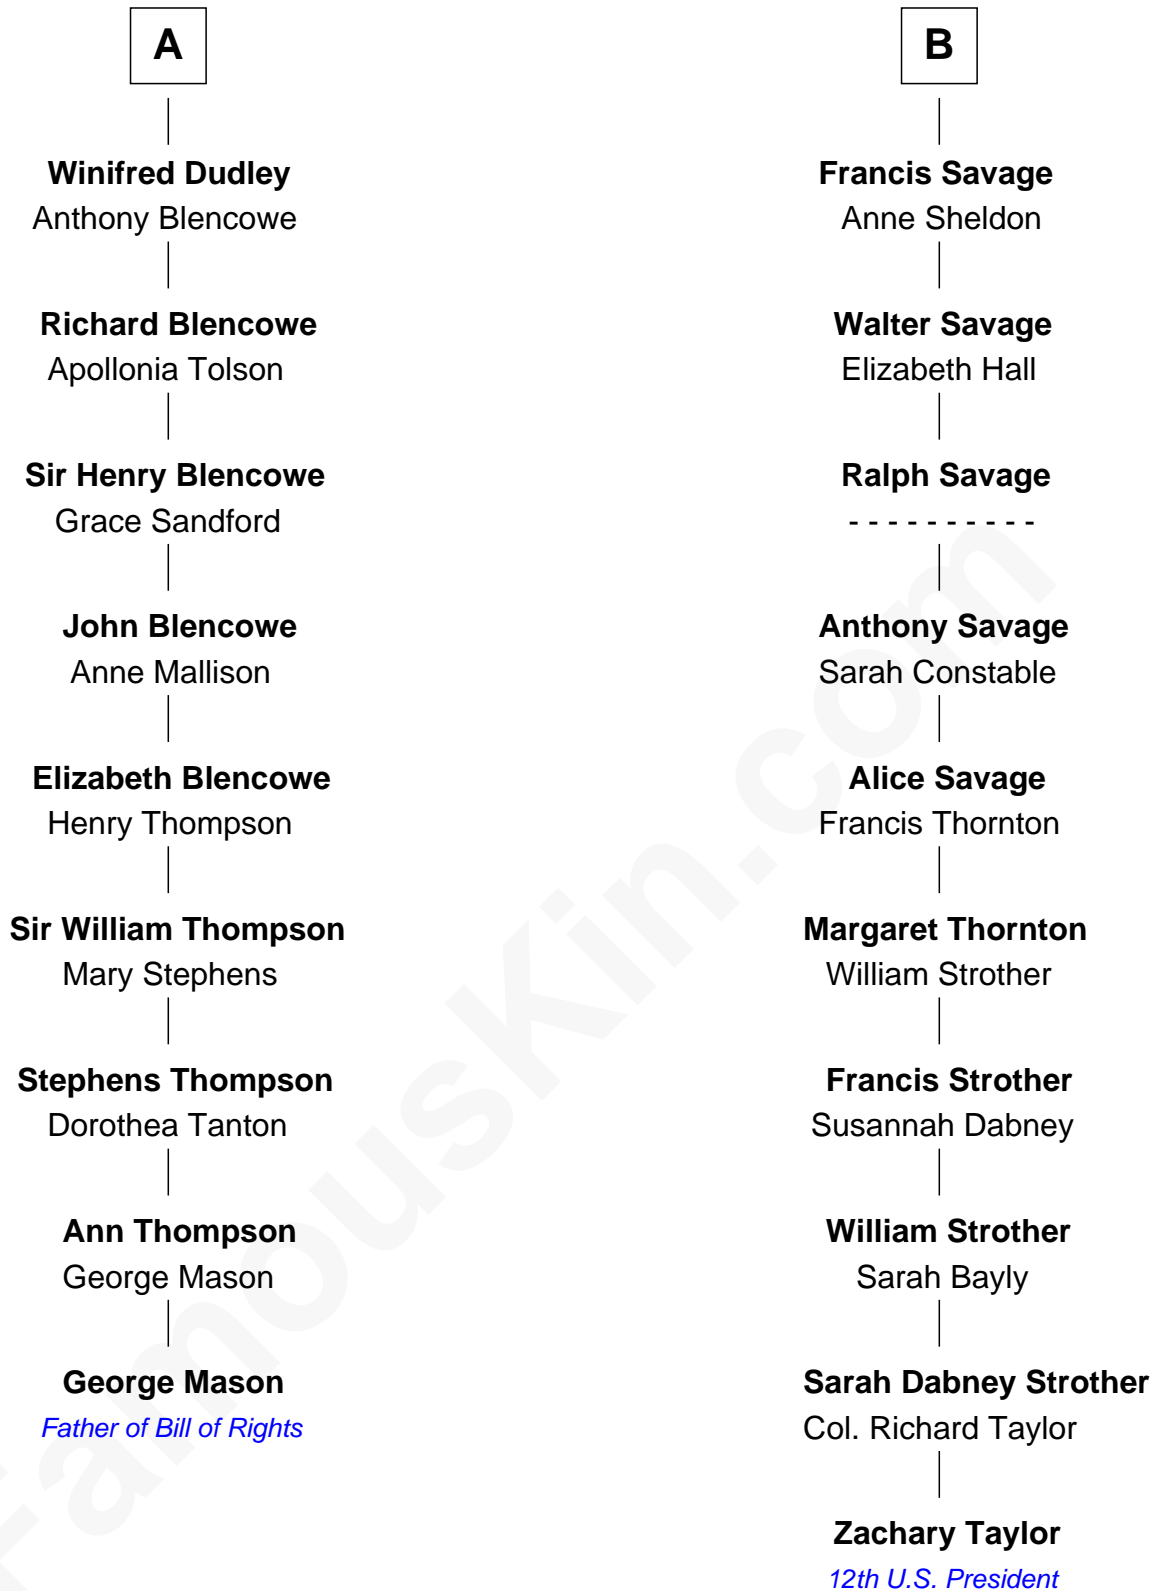 A
Winifred Dudley
Anthony Blencowe
Richard Blencowe
Apollonia Tolson
Sir Henry Blencowe
Grace Sandford
John Blencowe
Anne Mallison
Elizabeth Blencowe
Henry Thompson
Sir William Thompson
Mary Stephens
Stephens Thompson
Dorothea Tanton
Ann Thompson
George Mason
George Mason
Father of Bill of Rights
B
Francis Savage
Anne Sheldon
Walter Savage
Elizabeth Hall
Ralph Savage
- - - - - - - - - -
Anthony Savage
Sarah Constable
Alice Savage
Francis Thornton
Margaret Thornton
William Strother
Francis Strother
Susannah Dabney
William Strother
Sarah Bayly
Sarah Dabney Strother
Col. Richard Taylor
Zachary Taylor
12th U.S. President
FamousKin.com